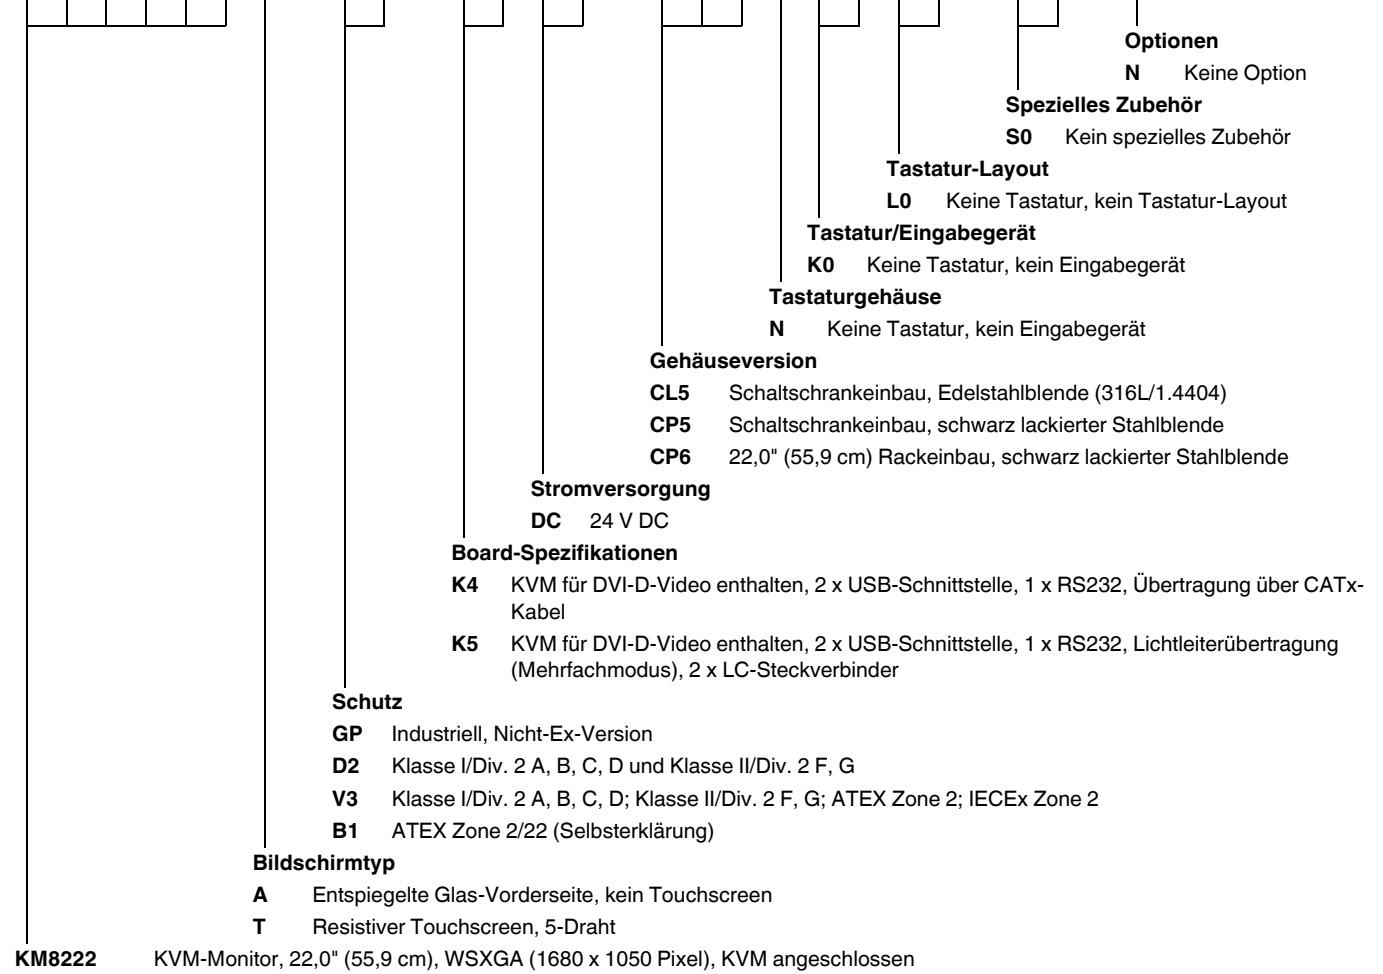 Optionen
N Keine Option
Spezielles Zubehör
S0 Kein spezielles Zubehör
Tastatur-Layout
L0 Keine Tastatur, kein Tastatur-Layout
Tastatur/Eingabegerät
K0 Keine Tastatur, kein Eingabegerät
Tastaturgehäuse
N Keine Tastatur, kein Eingabegerät
Gehäuseversion
CL5 Schaltschrankeinbau, Edelstahlblende (316L/1.4404)
CP5 Schaltschrankeinbau, schwarz lackierter Stahlblende
CP6 22,0" (55,9 cm) Rackeinbau, schwarz lackierter Stahlblende
Stromversorgung
DC 24 V DC
Board-Spezifikationen
K4 KVM für DVI-D-Video enthalten, 2 x USB-Schnittstelle, 1 x RS232, Übertragung über CATx-
Kabel
K5 KVM für DVI-D-Video enthalten, 2 x USB-Schnittstelle, 1 x RS232, Lichtleiterübertragung
(Mehrfachmodus), 2 x LC-Steckverbinder
Schutz
GP Industriell, Nicht-Ex-Version
D2 Klasse I/Div. 2 A, B, C, D und Klasse II/Div. 2 F, G
V3 Klasse I/Div. 2 A, B, C, D; Klasse II/Div. 2 F, G; ATEX Zone 2; IECEx Zone 2
B1 ATEX Zone 2/22 (Selbsterklärung)
Bildschirmtyp
A Entspiegelte Glas-Vorderseite, kein Touchscreen
T Resistiver Touchscreen, 5-Draht
KM8222 KVM-Monitor, 22,0" (55,9 cm), WSXGA (1680 x 1050 Pixel), KVM angeschlossen